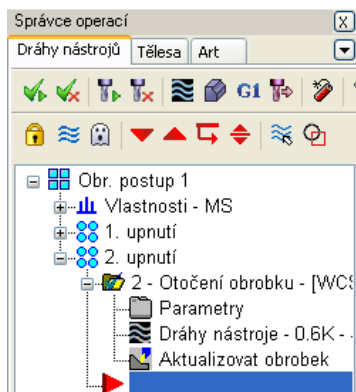 Správce operací
Dráhy nástrojů Tělesa Art
G1
Obr. postup 1
Vlastnosti - MS
1. upnutí
2. upnutí
2 - Otočení obrobku - [WCS
Parametry
Dráhy nástroje - 0.6K -
Aktualizovat obrobek